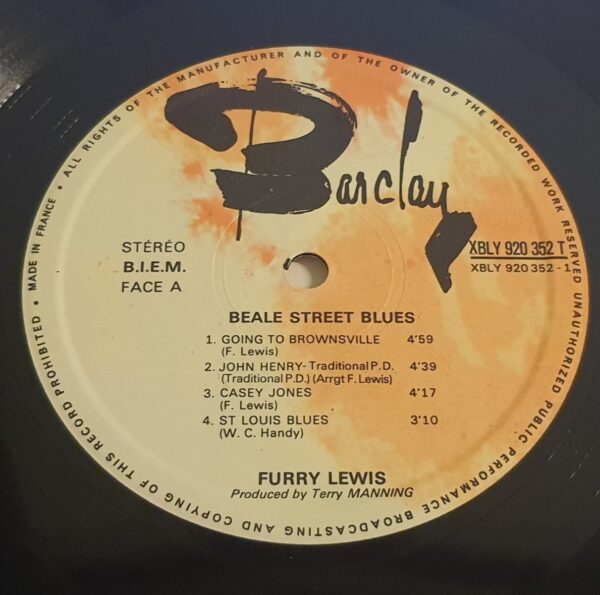 ALL RIGHTS OF THE MANUFACTURER AND OF THE OWNER OF THE RECORDED WORK RESERVED UNAUTHORIZED PUBLIC PERFORMANCE BROADCASTING AND COPYING OF THIS RECORD PROHIBITED • MADE IN FRANCE •
Barclay
STÉRÉO
B.I.E.M.
FACE A
XBLY 920 352 T
XBLY 920 352 - 1
BEALE STREET BLUES
1. GOING TO BROWNSVILLE 4'59
(F. Lewis)
2. JOHN HENRY- Traditional P.D. 4'39
(Traditional P.D.) (Arrgt F. Lewis)
3. CASEY JONES 4'17
(F. Lewis)
4. ST LOUIS BLUES 3'10
(W. C. Handy)
FURRY LEWIS
Produced by Terry MANNING